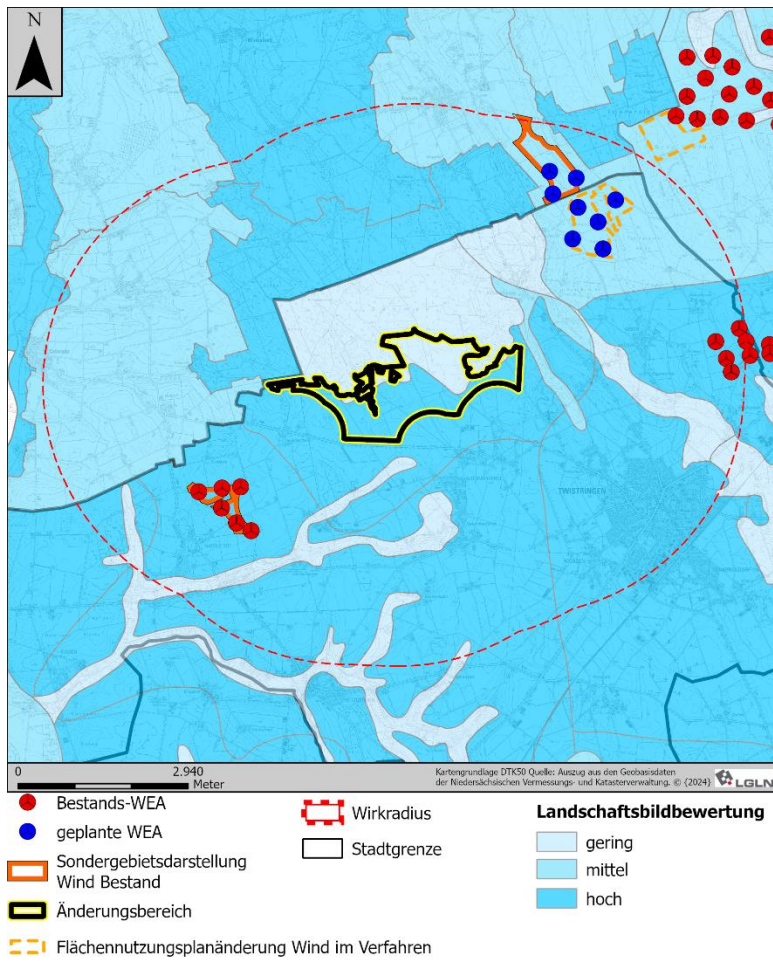 N
TWISTRINGEN
0
2.940
Meter
Kartengrundlage DTK50 Quelle: Auszug aus den Geobasisdaten
der Niedersächsischen Vermessungs- und Katasterverwaltung. © {2024}
LGLN
Bestands-WEA
geplante WEA
Sondergebietsdarstellung
Wind Bestand
Änderungsbereich
Flächennutzungsplanänderung Wind im Verfahren
Wirkradius
Stadtgrenze
Landschaftsbildbewertung
gering
mittel
hoch